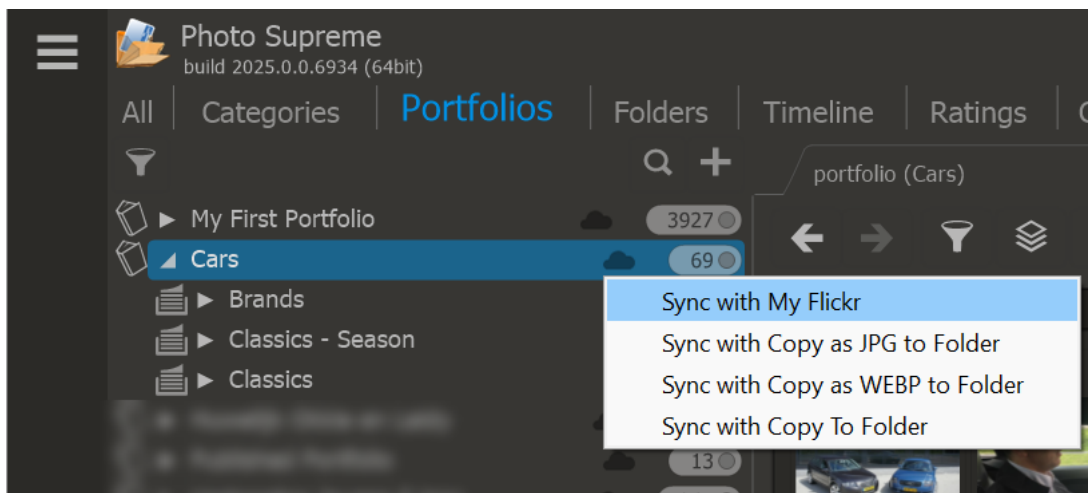 Photo Supreme
build 2025.0.0.6934 (64bit)
All Categories Portfolios Folders Timeline Ratings
portfolio (Cars)
My First Portfolio 3927
Cars 69
Brands
Classics - Season
Classics
Sync with My Flickr
Sync with Copy as JPG to Folder
Sync with Copy as WEBP to Folder
Sync with Copy To Folder
13